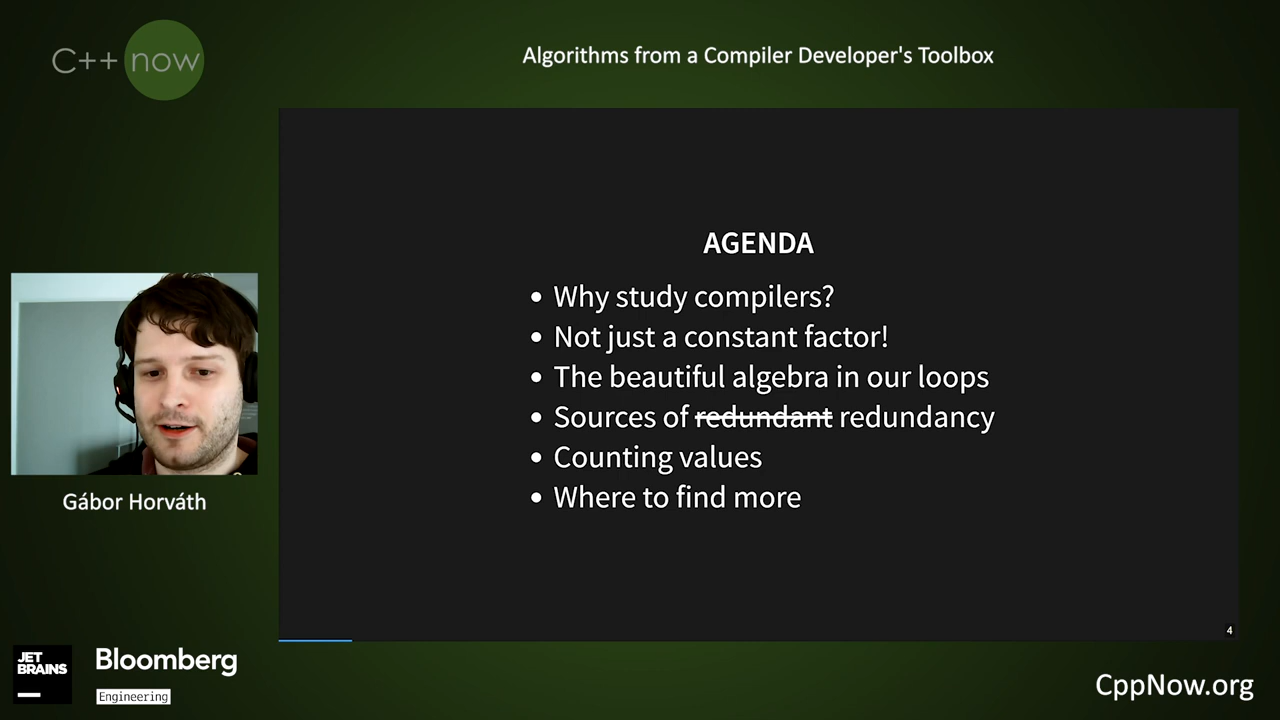 C++ now
Algorithms from a Compiler Developer's Toolbox
AGENDA
• Why study compilers?
• Not just a constant factor!
• The beautiful algebra in our loops
• Sources of redundant redundancy
• Counting values
• Where to find more
Gábor Horváth
4
JET
BRAINS
Bloomberg
Engineering
CppNow.org